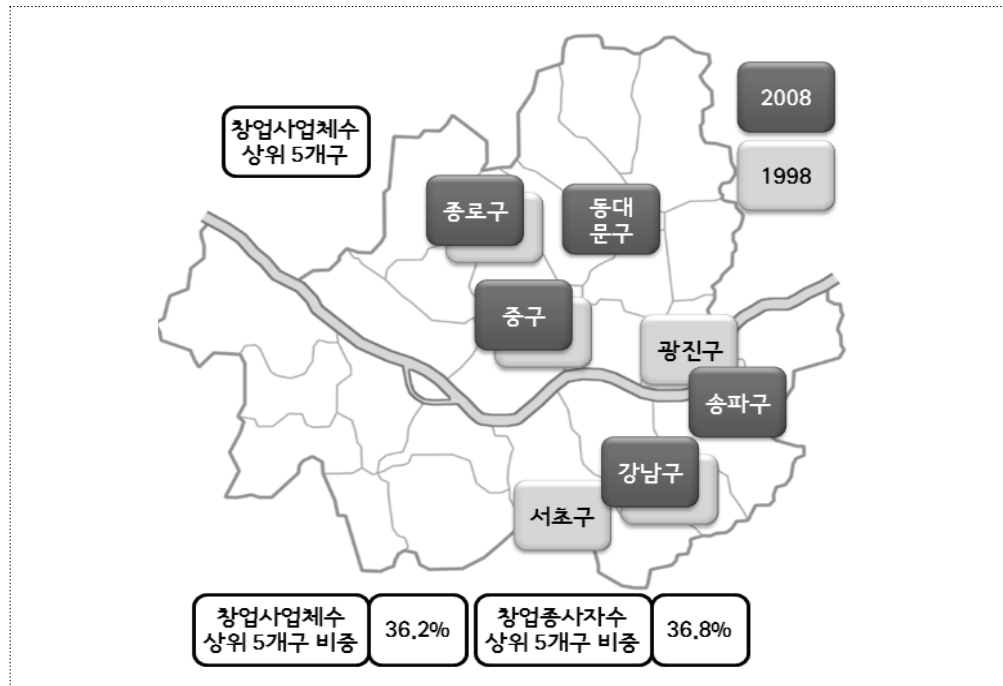 2008
창업사업체수
상위 5개구
1998
종로구
동대
문구
중구
광진구
송파구
강남구
서초구
창업사업체수
상위 5개구 비중
36.2%
창업종사자수
상위 5개구 비중
36.8%